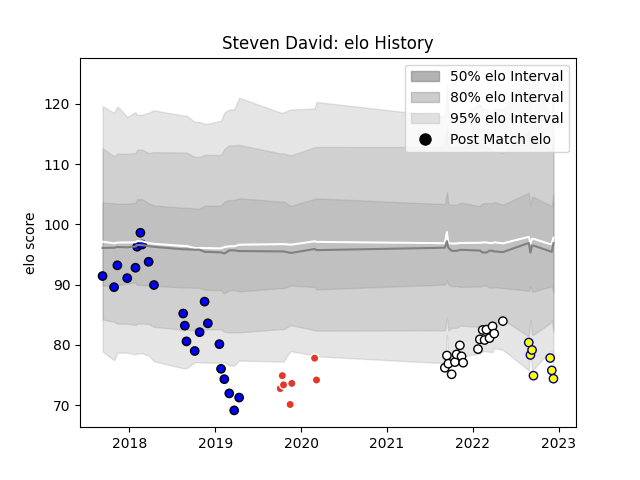 Steven David: elo History
50% elo Interval
80% elo Interval
95% elo Interval
Post Match elo
elo score
120
110
100
90
80
70
2018 2019 2020 2021 2022 2023